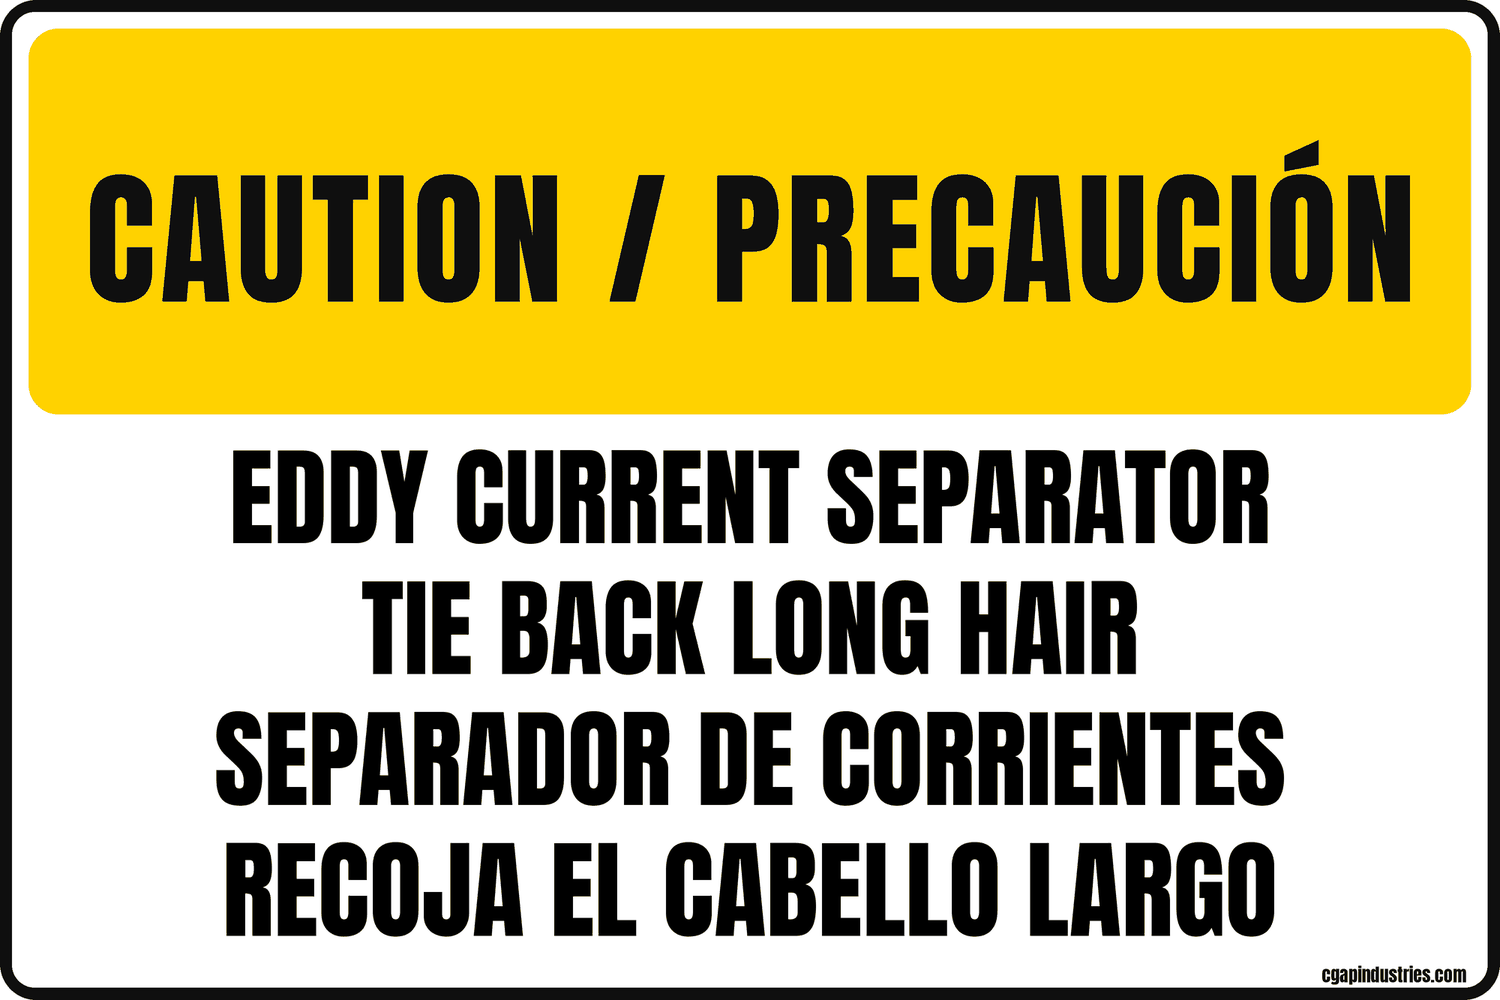 CAUTION / PRECAUCIÓN
EDDY CURRENT SEPARATOR
TIE BACK LONG HAIR
SEPARADOR DE CORRIENTES
RECOJA EL CABELLO LARGO
cgapindustries.com